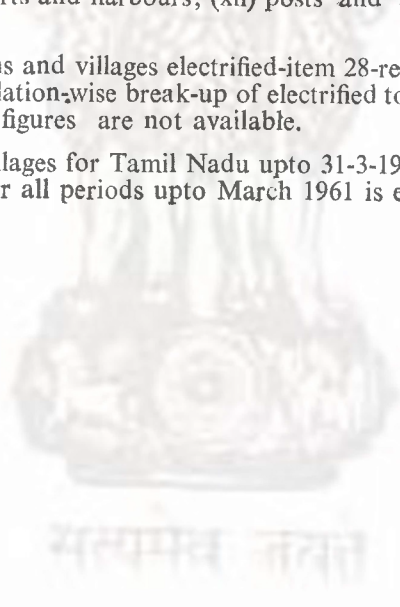 rts and harbours, (xii) posts and
s and villages electrified-item 28-re
lation-wise break-up of electrified to
figures are not available.
llages for Tamil Nadu upto 31-3-19
r all periods upto March 1961 is e
सत्यमेव जयते